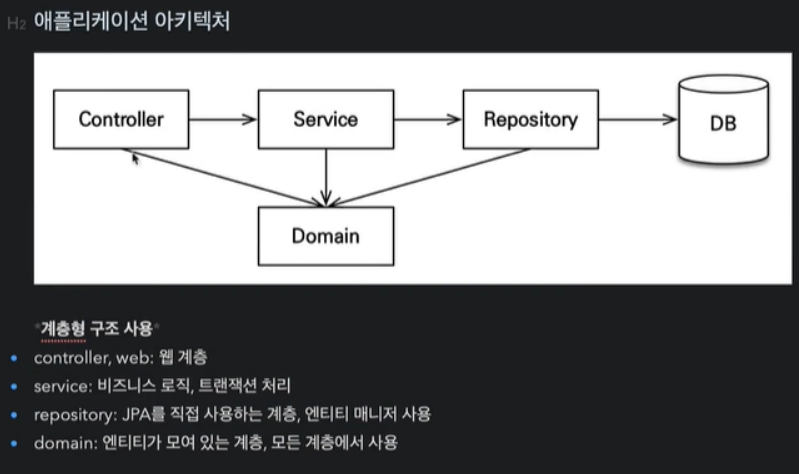 H2 애플리케이션 아키텍처
Controller
Service
Repository
DB
Domain
*계층형 구조 사용*
controller, web: 웹 계층
service: 비즈니스 로직, 트랜잭션 처리
repository: JPA를 직접 사용하는 계층, 엔티티 매니저 사용
domain: 엔티티가 모여 있는 계층, 모든 계층에서 사용